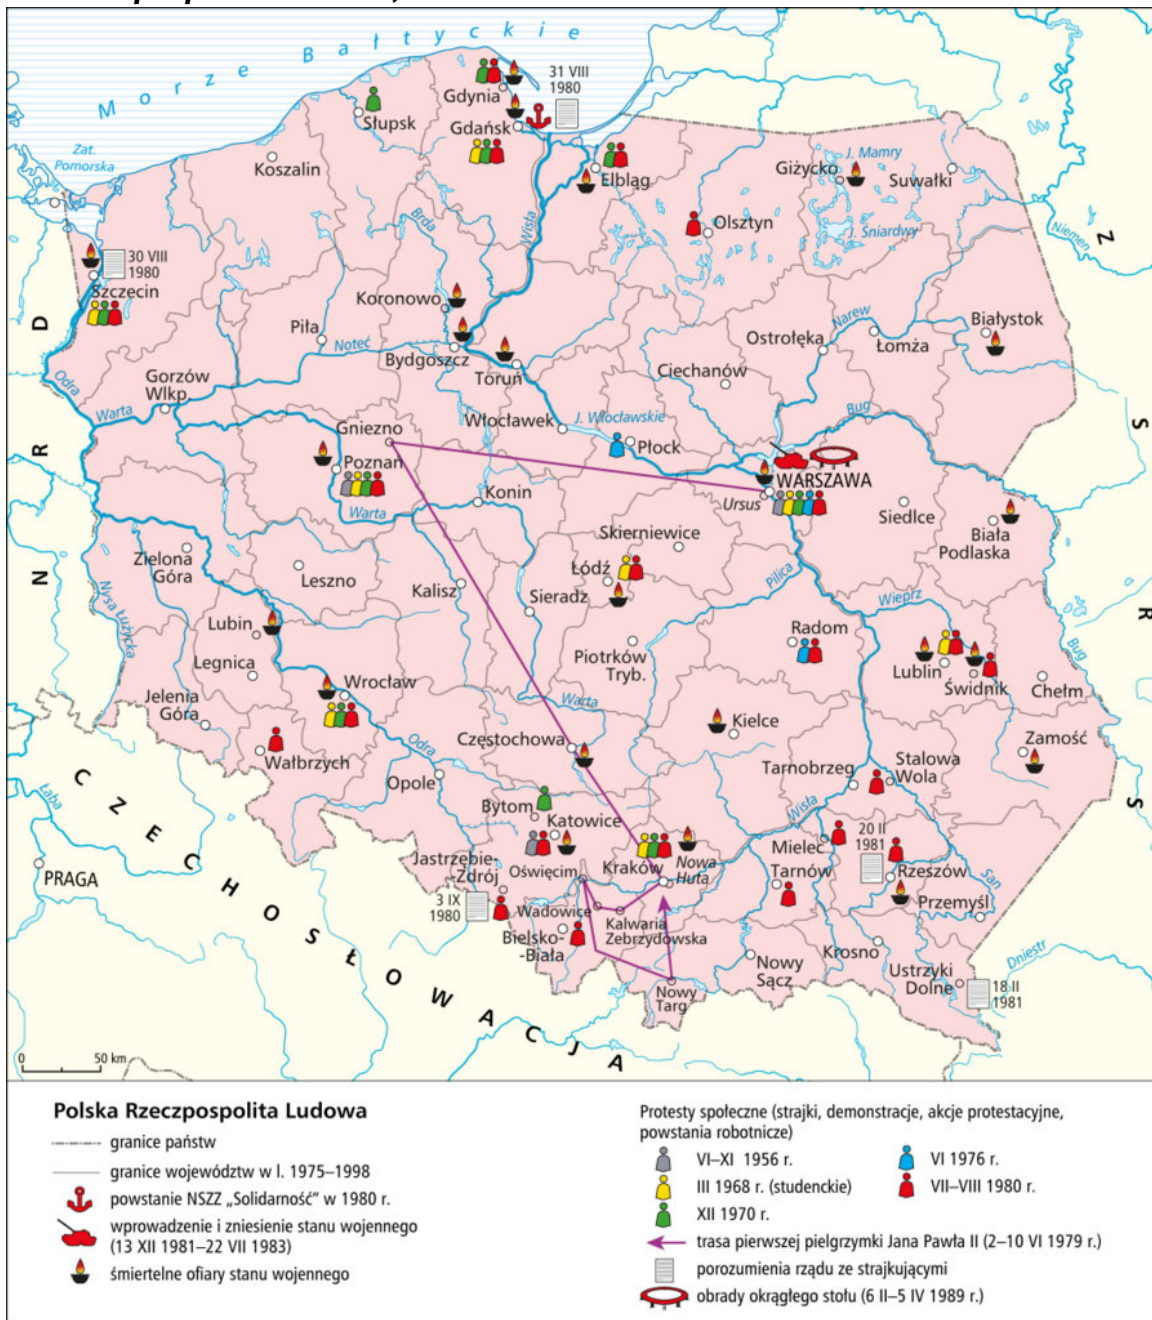 Morze Bałtyckie
Zat.
Pomorska
Słupsk
Koszalin
Gdynia
Gdańsk
31 VIII
1980
Elbląg
Giżycko
J. Mamry
Suwałki
Olsztyn
J. Śniardwy
Niemen
30 VIII
1980
Szczecin
Brda
Wisła
Koronowo
Piła
Noteć
Bydgoszcz
Toruń
Ostrołęka
Narew
Łomża
Białystok
Ciechanów
Odra
Gorzów
Wlkp.
Warta
Gniezno
Włocławek
J. Włocławskie
Płock
Bug
Poznań
WARSZAWA
Ursus
Konin
Warta
Siedlce
Biała
Podlaska
Skierniewice
Zielona
Góra
Leszno
Kalisz
Łódź
Sieradz
Pilica
Wieprz
Nysa Łużycka
Lubin
Legnica
Piotrków
Tryb.
Radom
Lublin
Świdnik
Chełm
Bug
Jelenia
Góra
Wrocław
Warta
Kielce
Wałbrzych
Odra
Częstochowa
Zamość
Opole
Tarnobrzeg
Stalowa
Wola
Łaba
Bytom
Katowice
Wisła
20 II
1981
Mielec
Jastrzębie-
-Zdrój
Oświęcim
Kraków
Nowa
Huta
Tarnów
Rzeszów
San
PRAGA
3 IX
1980
Wadowice
Kalwaria
Zebrzydowska
Przemyśl
Bielsko-
-Biała
Nowy
Sącz
Krosno
Ustrzyki
Dolne
Dniestr
Nowy
Targ
18 II
1981
NRD
CZECHOSŁOWACJA
ZSRS
0 50 km
Polska Rzeczpospolita Ludowa
granice państw
granice województw w l. 1975–1998
powstanie NSZZ „Solidarność” w 1980 r.
wprowadzenie i zniesienie stanu wojennego
(13 XII 1981–22 VII 1983)
śmiertelne ofiary stanu wojennego
Protesty społeczne (strajki, demonstracje, akcje protestacyjne,
powstania robotnicze)
VI–XI 1956 r.
III 1968 r. (studenckie)
XII 1970 r.
VI 1976 r.
VII–VIII 1980 r.
trasa pierwszej pielgrzymki Jana Pawła II (2–10 VI 1979 r.)
porozumienia rządu ze strajkującymi
obrady okrągłego stołu (6 II–5 IV 1989 r.)